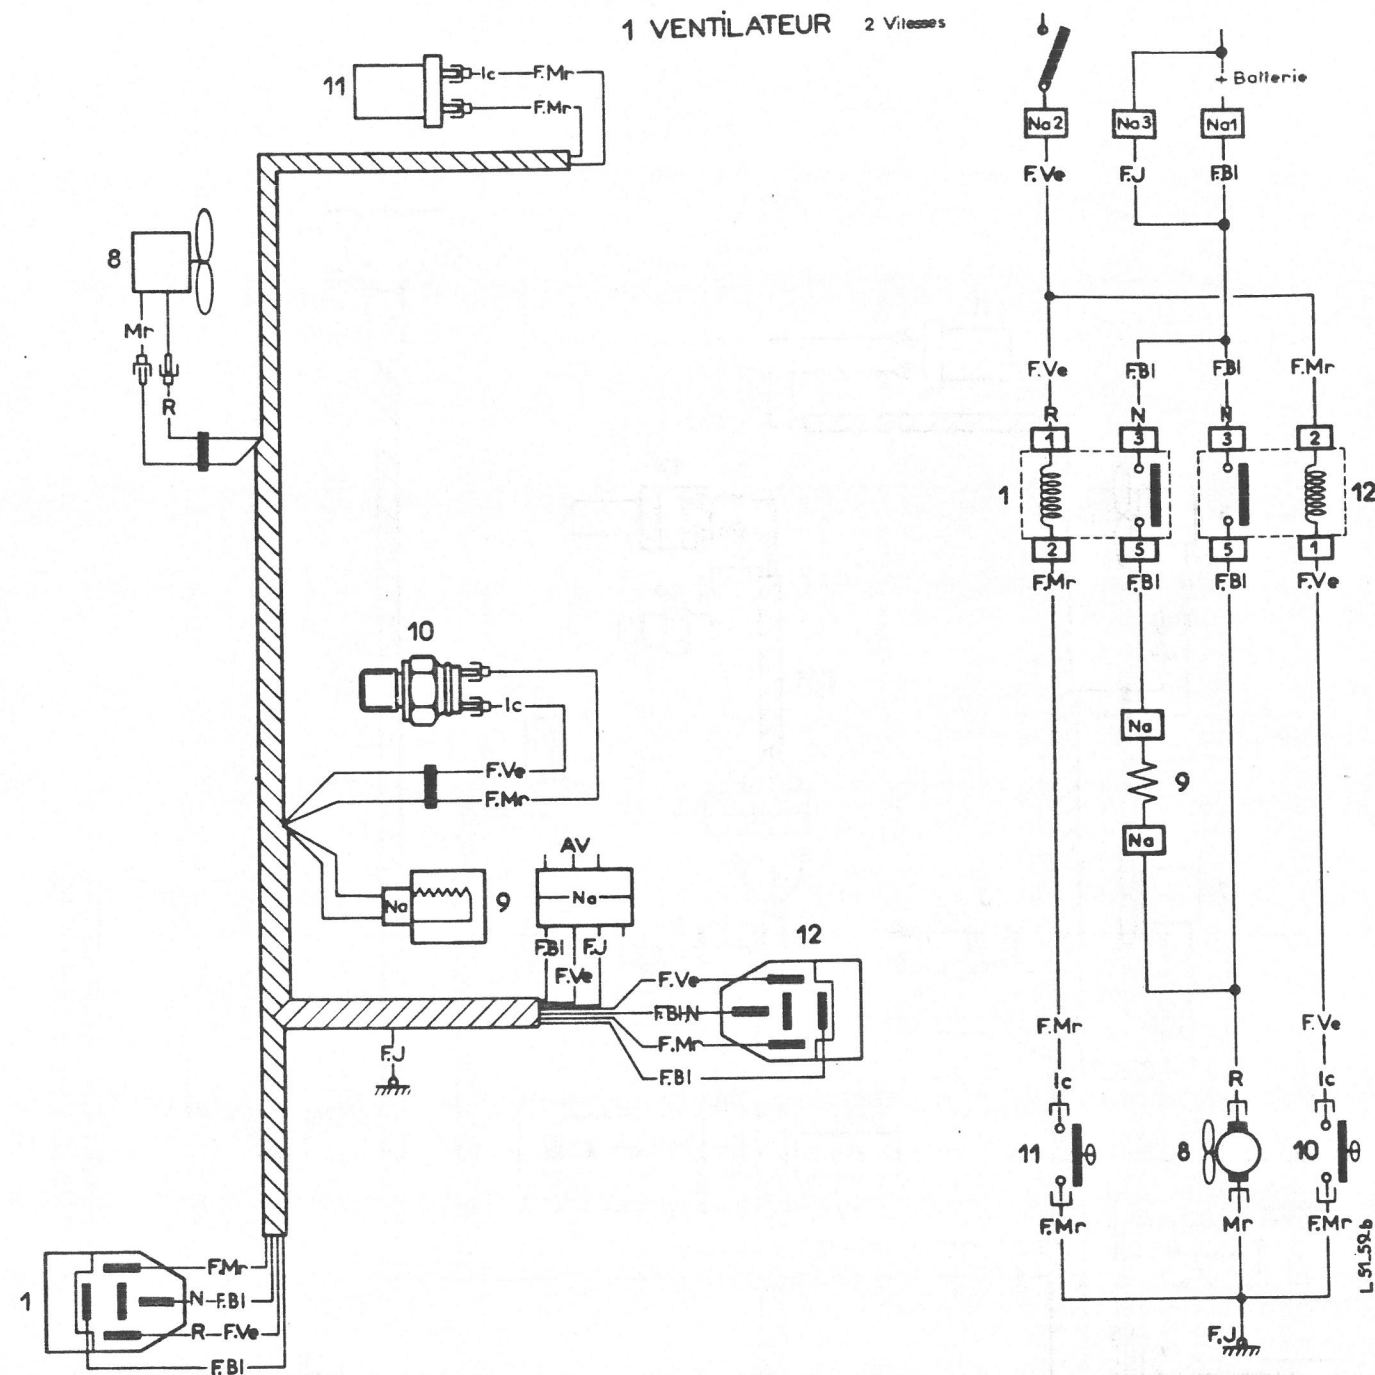 1 VENTİLATEUR 2 Vitesses
11
Ic F.Mr
F.Mr
8
Mr
R
10
Ic
F.Ve
F.Mr
Na
9
AV
Na
F.Bl F.J
F.Ve
12
F.Ve
F.Bl N
F.Mr
F.Bl
F.J
1
F.Mr
N F.Bl
R F.Ve
F.Bl
+ Batterie
Na2 Na3 Na1
F.Ve F.J F.Bl
F.Ve F.Bl F.Bl F.Mr
R N N
1 3 3 2
1 12
2 5 5 1
F.Mr F.Bl F.Bl F.Ve
Na
9
Na
F.Mr F.Ve
Ic R Ic
11 8 10
F.Mr Mr F.Mr
F.J
L 51_59.b